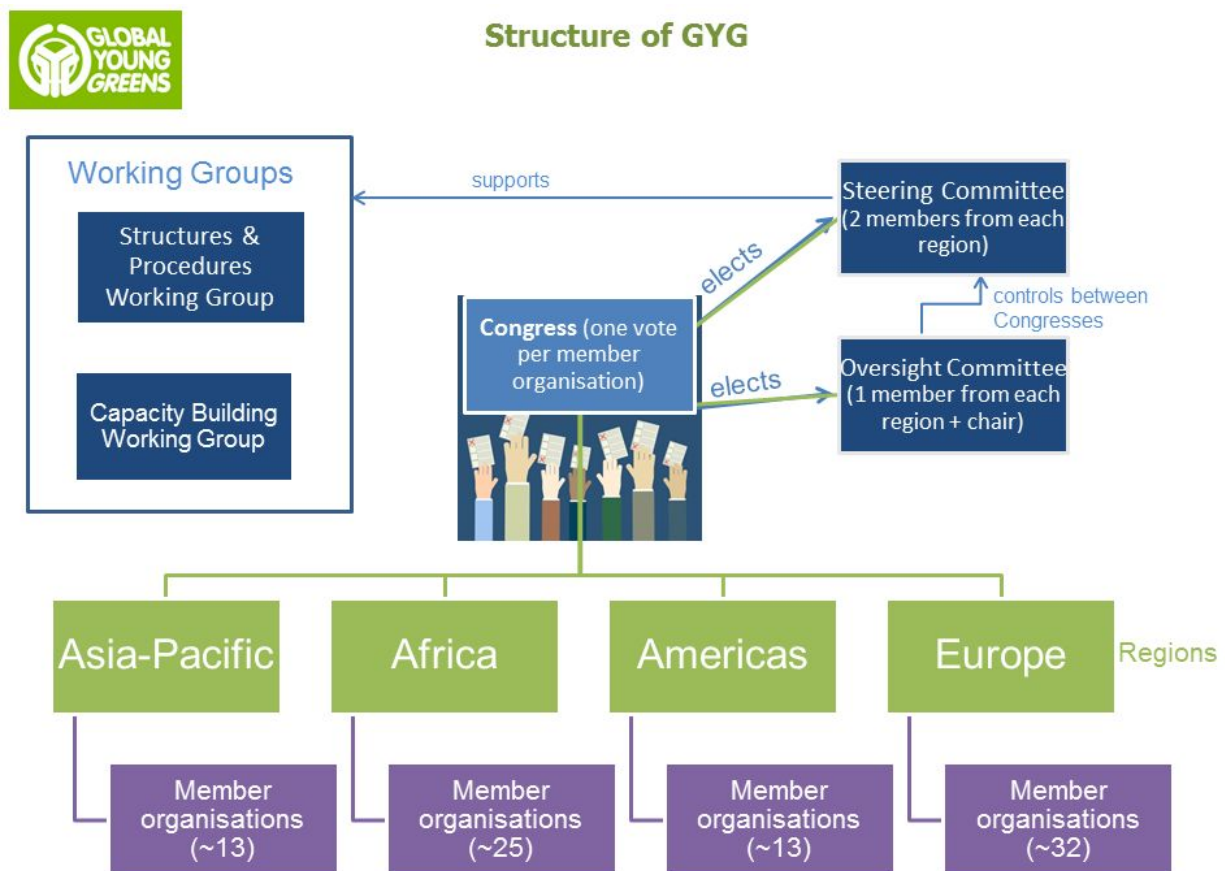 GLOBAL
YOUNG
GREENS
Structure of GYG
Working Groups
Structures &
Procedures
Working Group
Capacity Building
Working Group
supports
Steering Committee
(2 members from each
region)
elects
controls between
Congresses
Congress (one vote
per member
organisation)
elects
Oversight Committee
(1 member from each
region + chair)
Asia-Pacific
Africa
Americas
Europe
Regions
Member
organisations
(~13)
Member
organisations
(~25)
Member
organisations
(~13)
Member
organisations
(~32)